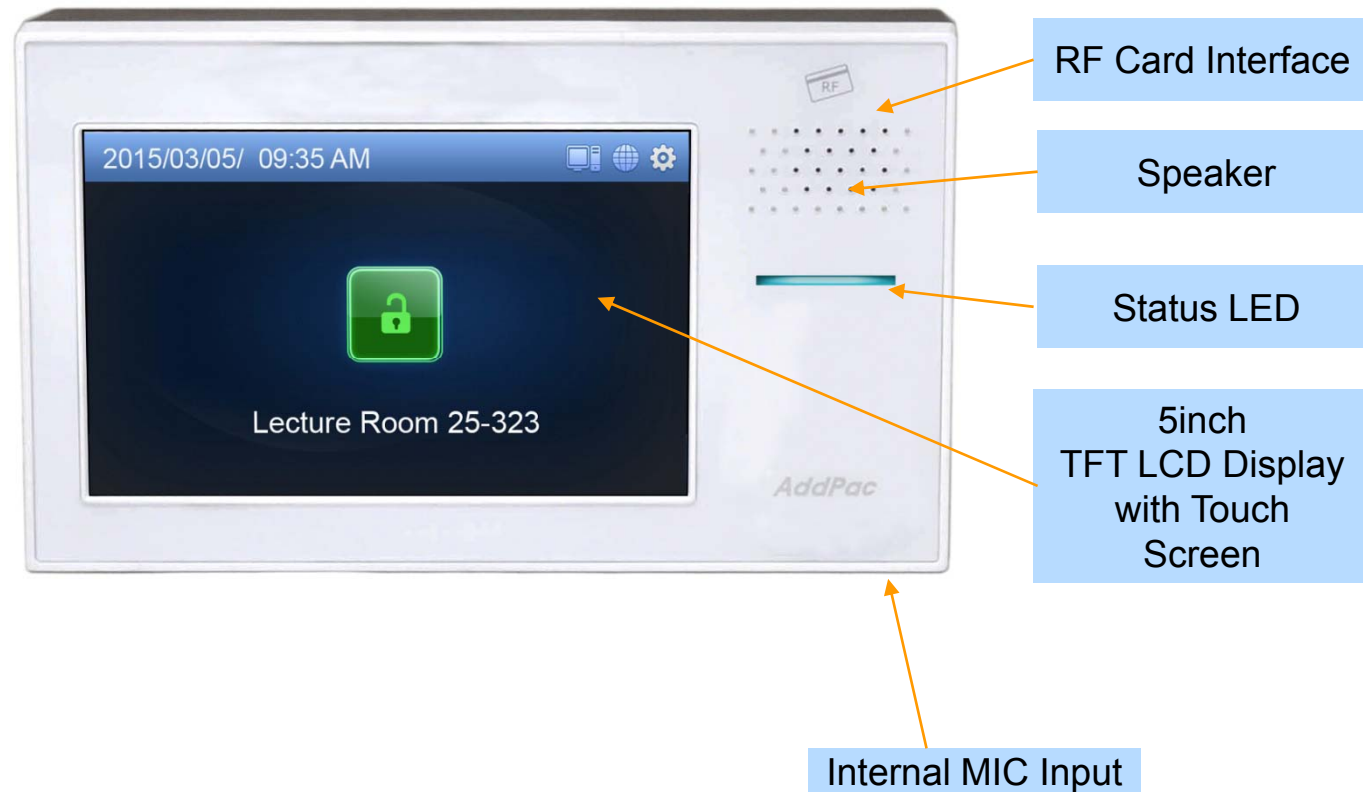 RF Card Interface
RF
2015/03/05/ 09:35 AM
Speaker
Status LED
Lecture Room 25-323
5inch
TFT LCD Display
with Touch
Screen
AddPac
Internal MIC Input